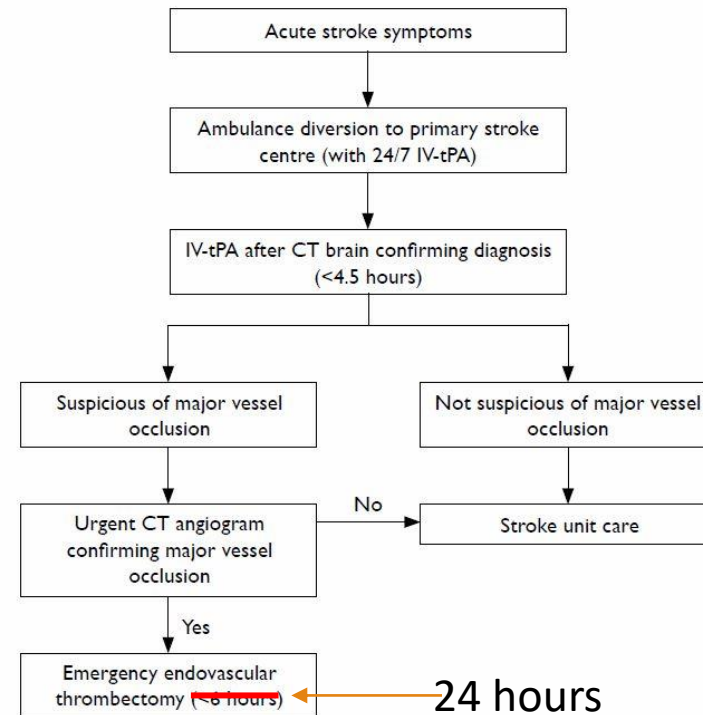 Acute stroke symptoms
Ambulance diversion to primary stroke
centre (with 24/7 IV-tPA)
IV-tPA after CT brain confirming diagnosis
(<4.5 hours)
Suspicious of major vessel
occlusion
Not suspicious of major vessel
occlusion
Urgent CT angiogram
confirming major vessel
occlusion
No
Stroke unit care
Yes
Emergency endovascular
thrombectomy (<6 hours)
24 hours